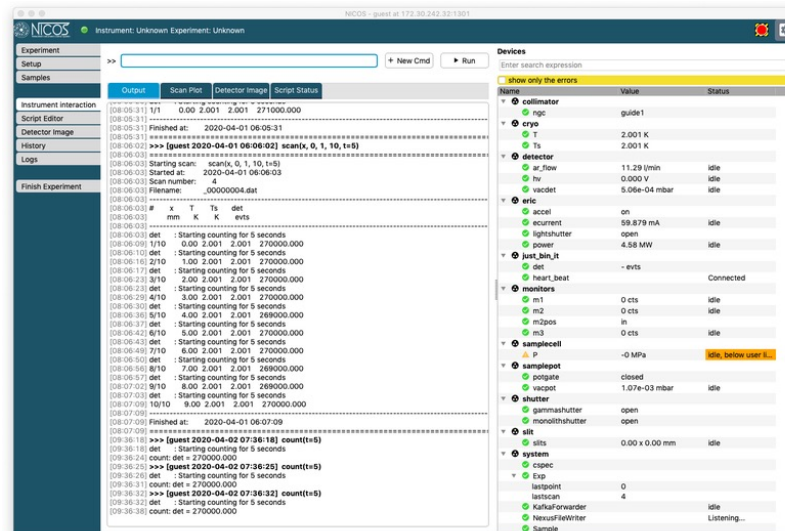 NICOS - guest at 172.30.242.32:1301
NICOS Instrument: Unknown Experiment: Unknown
Experiment
Setup
Samples
Instrument interaction
Script Editor
Detector Image
History
Logs
Finish Experiment
>>
+ New Cmd
Run
Output Scan Plot Detector Image Script Status
[08:05:31] 1/1 0.00 2.001 2.001 271000.000
[08:05:31]
[08:05:31] Finished at: 2020-04-01 06:05:31
[08:05:31]
[08:06:02] >>> [guest 2020-04-01 06:06:02] scan(x, 0, 1, 10, t=5)
[08:06:03]
[08:06:03] Starting scan: scan(x, 0, 1, 10, t=5)
[08:06:03] Started at: 2020-04-01 06:06:03
[08:06:03] Scan number: 4
[08:06:03] Filename: _00000004.dat
[08:06:03]
[08:06:03] # x T Ts det
[08:06:03] mm K K evts
[08:06:03]
[08:06:03] det : Starting counting for 5 seconds
[08:06:09] 1/10 0.00 2.001 2.001 270000.000
[08:06:10] det : Starting counting for 5 seconds
[08:06:16] 2/10 1.00 2.001 2.001 270000.000
[08:06:17] det : Starting counting for 5 seconds
[08:06:23] 3/10 2.00 2.001 2.001 270000.000
[08:06:23] det : Starting counting for 5 seconds
[08:06:29] 4/10 3.00 2.001 2.001 270000.000
[08:06:30] det : Starting counting for 5 seconds
[08:06:36] 5/10 4.00 2.001 2.001 269000.000
[08:06:37] det : Starting counting for 5 seconds
[08:06:42] 6/10 5.00 2.001 2.001 270000.000
[08:06:43] det : Starting counting for 5 seconds
[08:06:49] 7/10 6.00 2.001 2.001 270000.000
[08:06:50] det : Starting counting for 5 seconds
[08:06:56] 8/10 7.00 2.001 2.001 269000.000
[08:06:57] det : Starting counting for 5 seconds
[08:07:02] 9/10 8.00 2.001 2.001 269000.000
[08:07:03] det : Starting counting for 5 seconds
[08:07:09] 10/10 9.00 2.001 2.001 270000.000
[08:07:09]
[08:07:09] Finished at: 2020-04-01 06:07:09
[08:07:09]
[09:36:18] >>> [guest 2020-04-02 07:36:18] count(t=5)
[09:36:18] det : Starting counting for 5 seconds
[09:36:24] count: det = 270000.000
[09:36:25] >>> [guest 2020-04-02 07:36:25] count(t=5)
[09:36:26] det : Starting counting for 5 seconds
[09:36:31] count: det = 270000.000
[09:36:32] >>> [guest 2020-04-02 07:36:32] count(t=5)
[09:36:32] det : Starting counting for 5 seconds
[09:36:38] count: det = 270000.000
Devices
Enter search expression
show only the errors
Name Value Status
collimator
ngc guide1
cryo
T 2.001 K
Ts 2.001 K
detector
ar_flow 11.29 l/min idle
hv 0.000 V idle
vacdet 5.06e-04 mbar idle
eric
accel on
ecurrent 59.879 mA idle
lightshutter open
power 4.58 MW idle
just_bin_it
det - evts
heart_beat Connected
monitors
m1 0 cts idle
m2 0 cts idle
m2pos in
m3 0 cts idle
samplecell
P -0 MPa idle, below user li...
samplepot
potgate closed
vacpot 1.07e-03 mbar idle
shutter
gammashutter open
monolithshutter open
slit
slits 0.00 x 0.00 mm idle
system
cspec
Exp
lastpoint 0
lastscan 4
KafkaForwarder idle
NexusFileWriter Listening...
Sample